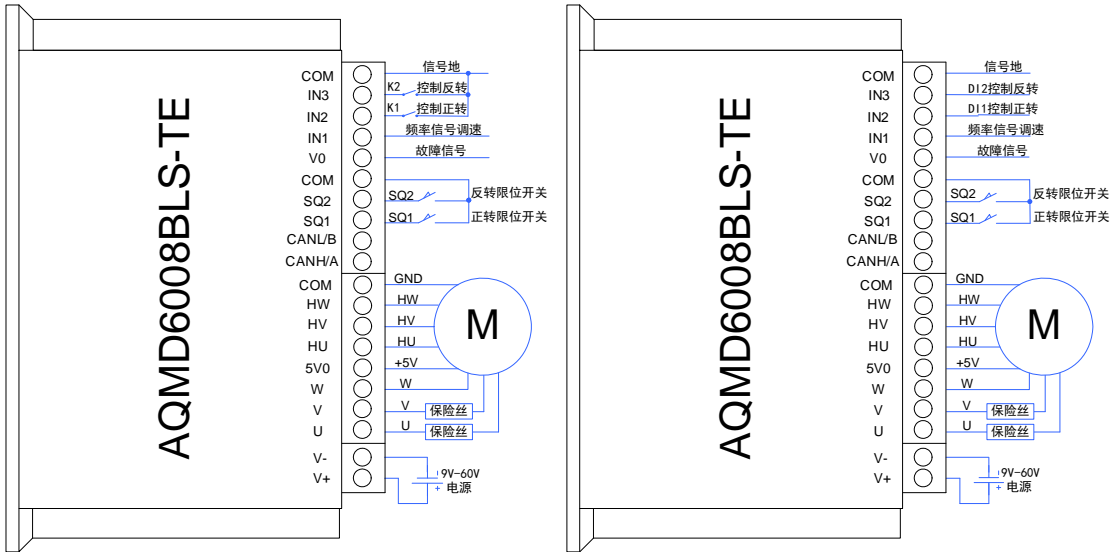 AQMD6008BLS-TE
COM 信号地
IN3 K2 控制反转
IN2 K1 控制正转
IN1 频率信号调速
V0 故障信号
COM
SQ2 SQ2 反转限位开关
SQ1 SQ1 正转限位开关
CANL/B
CANH/A
COM GND
HW HW
HV HV
HU HU
5V0 +5V
W W
V V 保险丝
U U 保险丝
M
V- 9V-60V
V+ + 电源
AQMD6008BLS-TE
COM 信号地
IN3 DI2控制反转
IN2 DI1控制正转
IN1 频率信号调速
V0 故障信号
COM
SQ2 SQ2 反转限位开关
SQ1 SQ1 正转限位开关
CANL/B
CANH/A
COM GND
HW HW
HV HV
HU HU
5V0 +5V
W W
V V 保险丝
U U 保险丝
M
V- 9V-60V
V+ + 电源